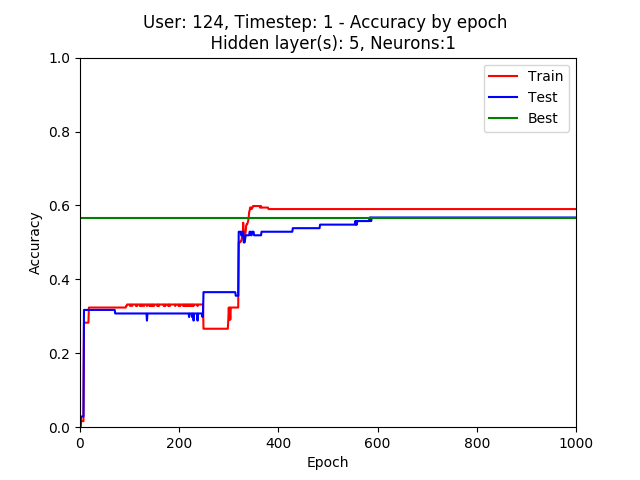 User: 124, Timestep: 1 - Accuracy by epoch
Hidden layer(s): 5, Neurons:1
1.0
0.8
0.6
0.4
0.2
0.0
Accuracy
Train
Test
Best
0 200 400 600 800 1000
Epoch